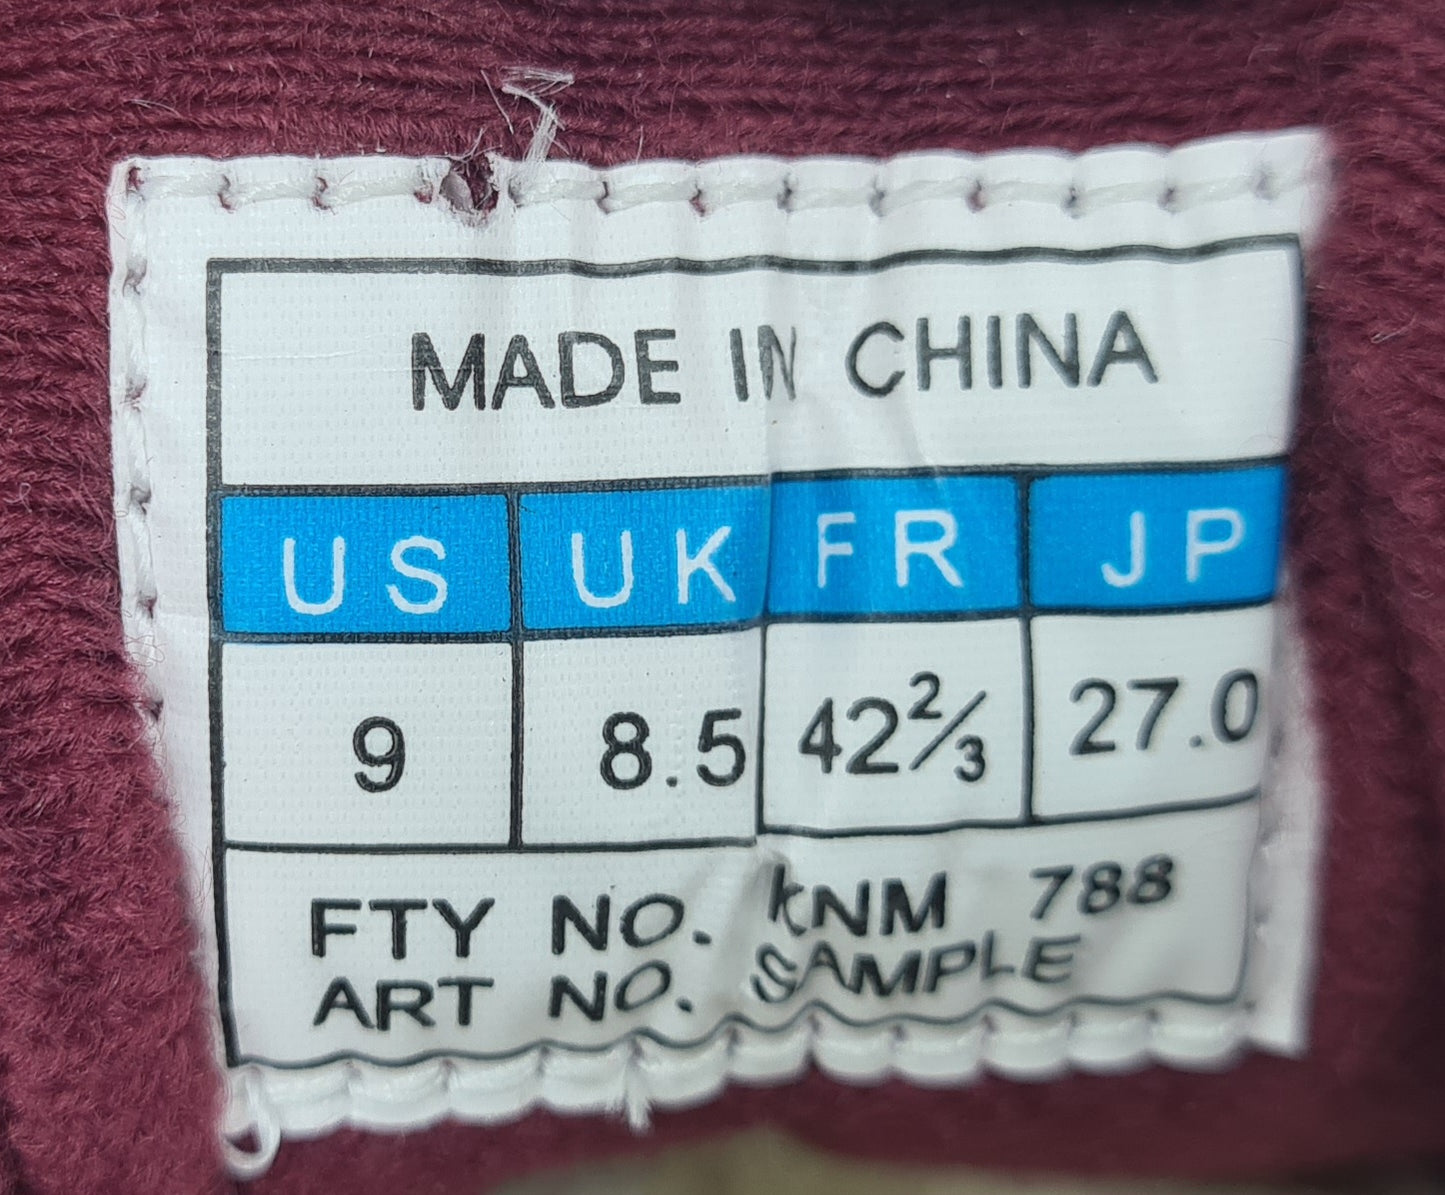 MADE IN CHINA
US UK FR JP
9 8.5 42⅔ 27.0
FTY NO. KNM 788
ART NO. SAMPLE